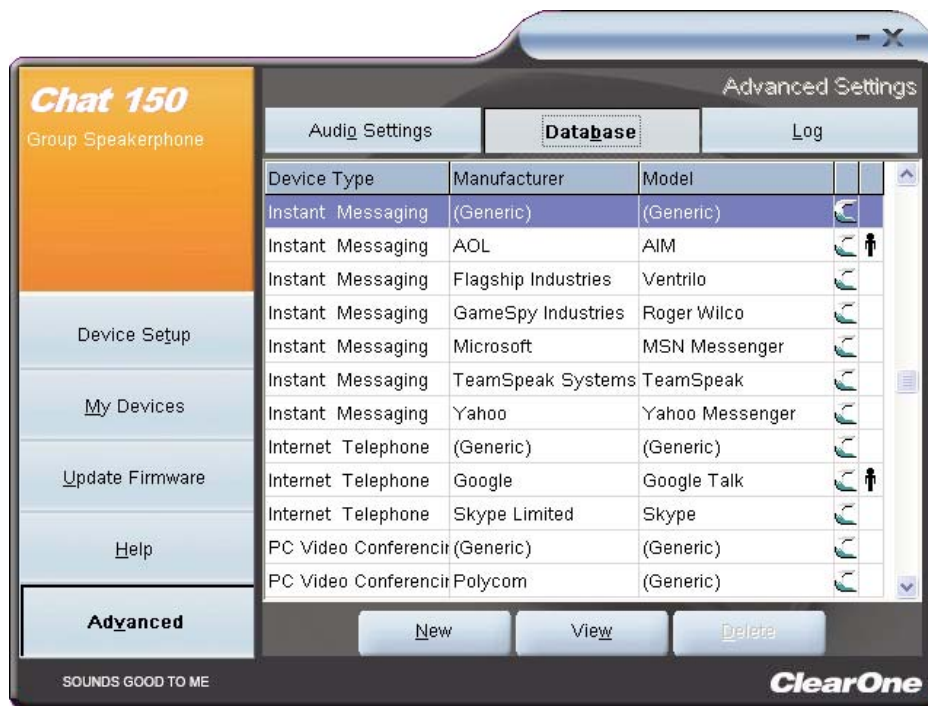 Chat 150
Group Speakerphone
Advanced Settings
Audio Settings Database Log
Device Type Manufacturer Model
Instant Messaging (Generic) (Generic)
Instant Messaging AOL AIM
Instant Messaging Flagship Industries Ventrilo
Instant Messaging GameSpy Industries Roger Wilco
Instant Messaging Microsoft MSN Messenger
Instant Messaging TeamSpeak Systems TeamSpeak
Instant Messaging Yahoo Yahoo Messenger
Internet Telephone (Generic) (Generic)
Internet Telephone Google Google Talk
Internet Telephone Skype Limited Skype
PC Video Conferencin (Generic) (Generic)
PC Video Conferencin Polycom (Generic)
Device Setup
My Devices
Update Firmware
Help
Advanced
New View Delete
SOUNDS GOOD TO ME
ClearOne